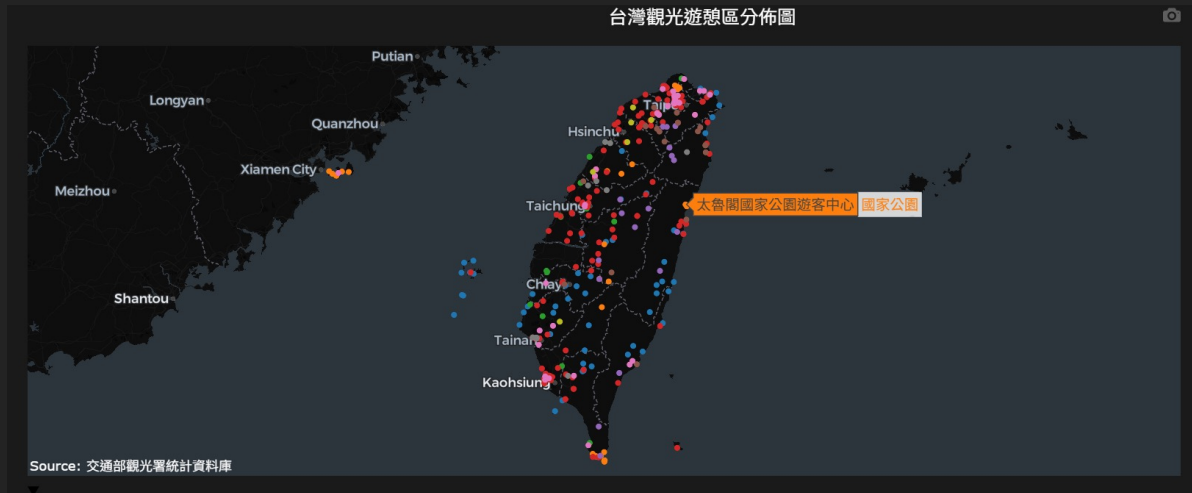 台灣觀光遊憩區分佈圖
Putian
Longyan
Quanzhou
Taipei
Hsinchu
Xiamen City
Meizhou
Taichung
太魯閣國家公園遊客中心 國家公園
Chiayi
Shantou
Tainan
Kaohsiung
Source: 交通部觀光署統計資料庫